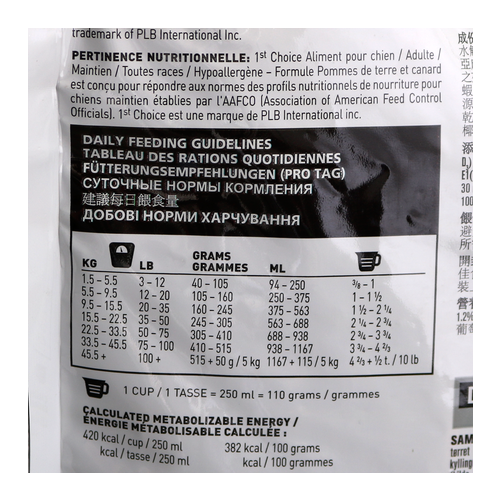 trademark of PLB International Inc.
PERTINENCE NUTRITIONNELLE: 1st Choice Aliment pour chien / Adulte /
Maintien / Toutes races / Hypoallergène – Formule Pommes de terre et canard
est conçu pour répondre aux normes des profils nutritionnels de nourriture pour
chiens maintien établies par l'AAFCO (Association of American Feed Control
Officials). 1st Choice est une marque de PLB International inc.
DAILY FEEDING GUIDELINES
TABLEAU DES RATIONS QUOTIDIENNES
FÜTTERUNGSEMPFEHLUNGEN (PRO TAG)
СУТОЧНЫЕ НОРМЫ КОРМЛЕНИЯ
建議每日餵食量
ДОБОВІ НОРМИ ХАРЧУВАННЯ
KG LB GRAMS GRAMMES ML
1.5 – 5.5 3 – 12 40 – 105 94 – 250 3/8 – 1
5.5 – 9.5 12 – 20 105 – 160 250 – 375 1 – 1 1/2
9.5 – 15.5 20 – 35 160 – 245 375 – 563 1 1/2 – 2 1/4
15.5 – 22.5 35 – 50 245 – 305 563 – 688 2 1/4 – 2 3/4
22.5 – 33.5 50 – 75 305 – 410 688 – 938 2 3/4 – 3 3/4
33.5 – 45.5 75 – 100 410 – 515 938 – 1167 3 3/4 – 4 2/3
45.5 + 100 + 515 + 50 g / 5 kg 1167 + 115 / 5 kg 4 2/3 + 1/2 t. / 10 lb
1 CUP / 1 TASSE = 250 ml = 110 grams / grammes
CALCULATED METABOLIZABLE ENERGY /
ÉNERGIE MÉTABOLISABLE CALCULÉE :
420 kcal / cup / 250 ml 382 kcal / 100 grams
kcal / tasse / 250 ml kcal / 100 grammes
30
100
1.2%
SAM
terret
kylling